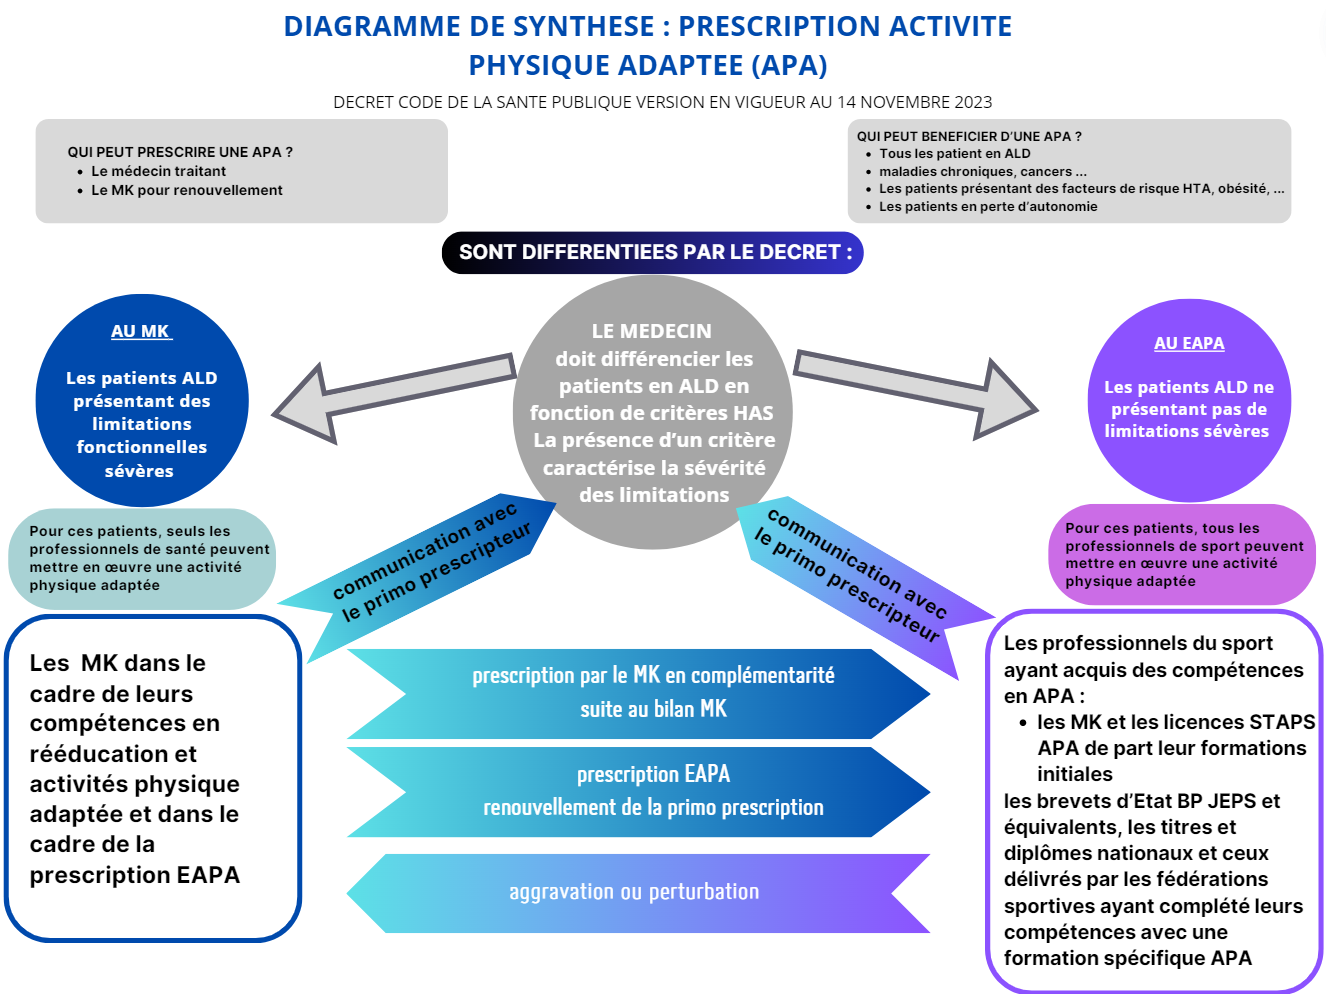 DIAGRAMME DE SYNTHESE : PRESCRIPTION ACTIVITE
PHYSIQUE ADAPTEE (APA)
DECRET CODE DE LA SANTE PUBLIQUE VERSION EN VIGUEUR AU 14 NOVEMBRE 2023
QUI PEUT PRESCRIRE UNE APA ?
• Le médecin traitant
• Le MK pour renouvellement
QUI PEUT BENEFICIER D'UNE APA ?
• Tous les patient en ALD
• maladies chroniques, cancers ...
• Les patients présentant des facteurs de risque HTA, obésité, ...
• Les patients en perte d'autonomie
SONT DIFFERENTIEES PAR LE DECRET :
AU MK
Les patients ALD
présentant des
limitations
fonctionnelles
sévères
LE MEDECIN
doit différencier les
patients en ALD en
fonction de critères HAS
La présence d'un critère
caractérise la sévérité
des limitations
AU EAPA
Les patients ALD ne
présentant pas de
limitations sévères
Pour ces patients, seuls les
professionnels de santé peuvent
mettre en œuvre une activité
physique adaptée
communication avec
le primo prescripteur
communication avec
le primo prescripteur
Pour ces patients, tous les
professionnels de sport peuvent
mettre en œuvre une activité
physique adaptée
Les MK dans le
cadre de leurs
compétences en
rééducation et
activités physique
adaptée et dans le
cadre de la
prescription EAPA
prescription par le MK en complémentarité
suite au bilan MK
prescription EAPA
renouvellement de la primo prescription
aggravation ou perturbation
Les professionnels du sport
ayant acquis des compétences
en APA :
• les MK et les licences STAPS
APA de part leur formations
initiales
les brevets d'Etat BP JEPS et
équivalents, les titres et
diplômes nationaux et ceux
délivrés par les fédérations
sportives ayant complété leurs
compétences avec une
formation spécifique APA